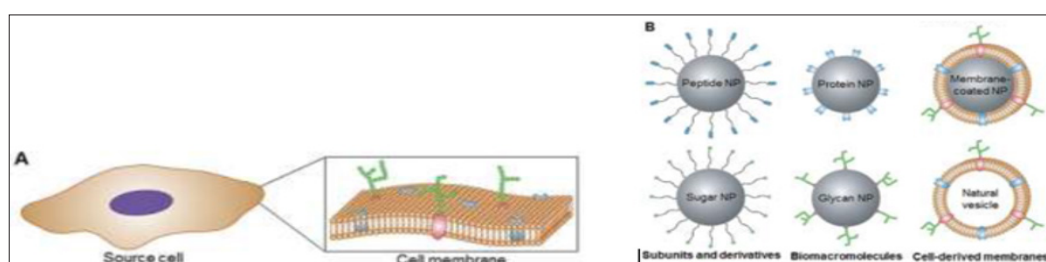 A
Source cell
Cell membrane
B
Peptide NP
Protein NP
Membrane-
coated NP
Sugar NP
Glycan NP
Natural
vesicle
Subunits and derivatives
Biomacromolecules
Cell-derived membranes